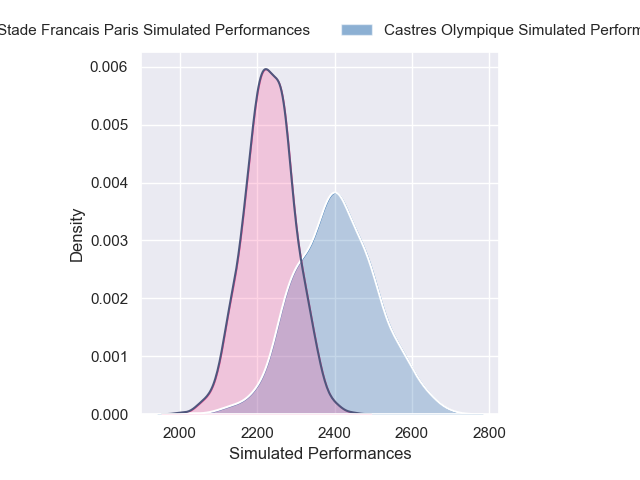 Stade Francais Paris Simulated Performances Castres Olympique Simulated
0.006
0.005
0.004
0.003
0.002
0.001
0.000
Density
2000 2200 2400 2600 2800
Simulated Performances